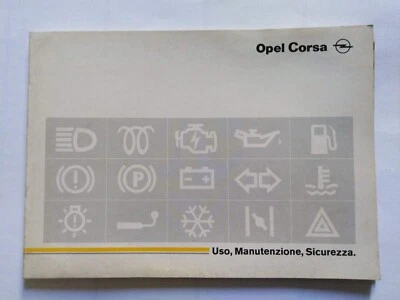 Opel Corsa
P
Uso, Manutenzione, Sicurezza.